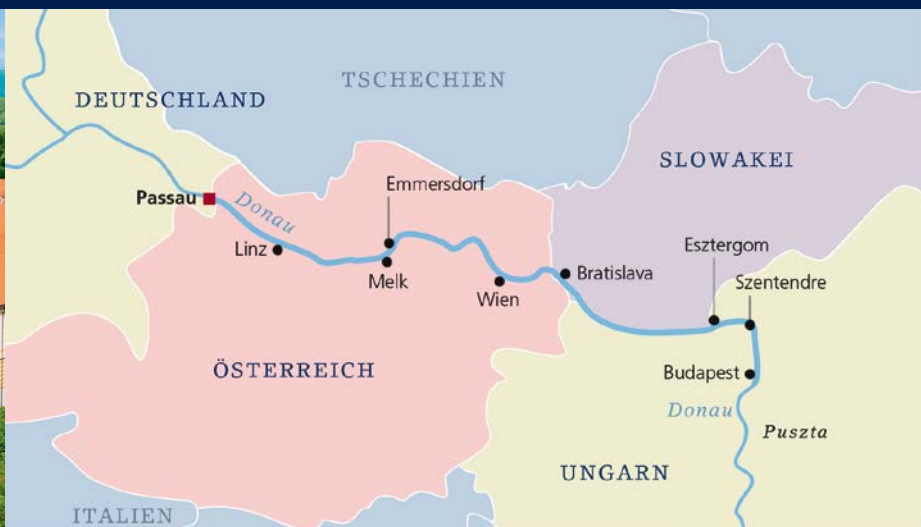 TSCHECHIEN
DEUTSCHLAND
SLOWAKEI
Emmersdorf
Passau
Donau
Linz
Melk
Wien
Bratislava
Esztergom
Szentendre
ÖSTERREICH
Budapest
Donau
Puszta
UNGARN
ITALIEN